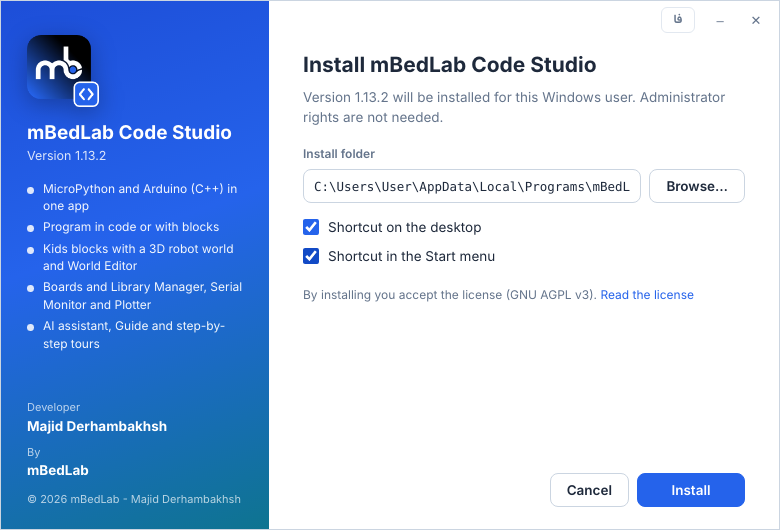 mb
mBedLab Code Studio
Version 1.13.2
MicroPython and Arduino (C++) in
one app
Program in code or with blocks
Kids blocks with a 3D robot world
and World Editor
Boards and Library Manager, Serial
Monitor and Plotter
AI assistant, Guide and step-by-
step tours
Developer
Majid Derhambakhsh
By
mBedLab
© 2026 mBedLab - Majid Derhambakhsh
فا
Install mBedLab Code Studio
Version 1.13.2 will be installed for this Windows user. Administrator
rights are not needed.
Install folder
C:\Users\User\AppData\Local\Programs\mBedL
Browse...
Shortcut on the desktop
Shortcut in the Start menu
By installing you accept the license (GNU AGPL v3). Read the license
Cancel
Install